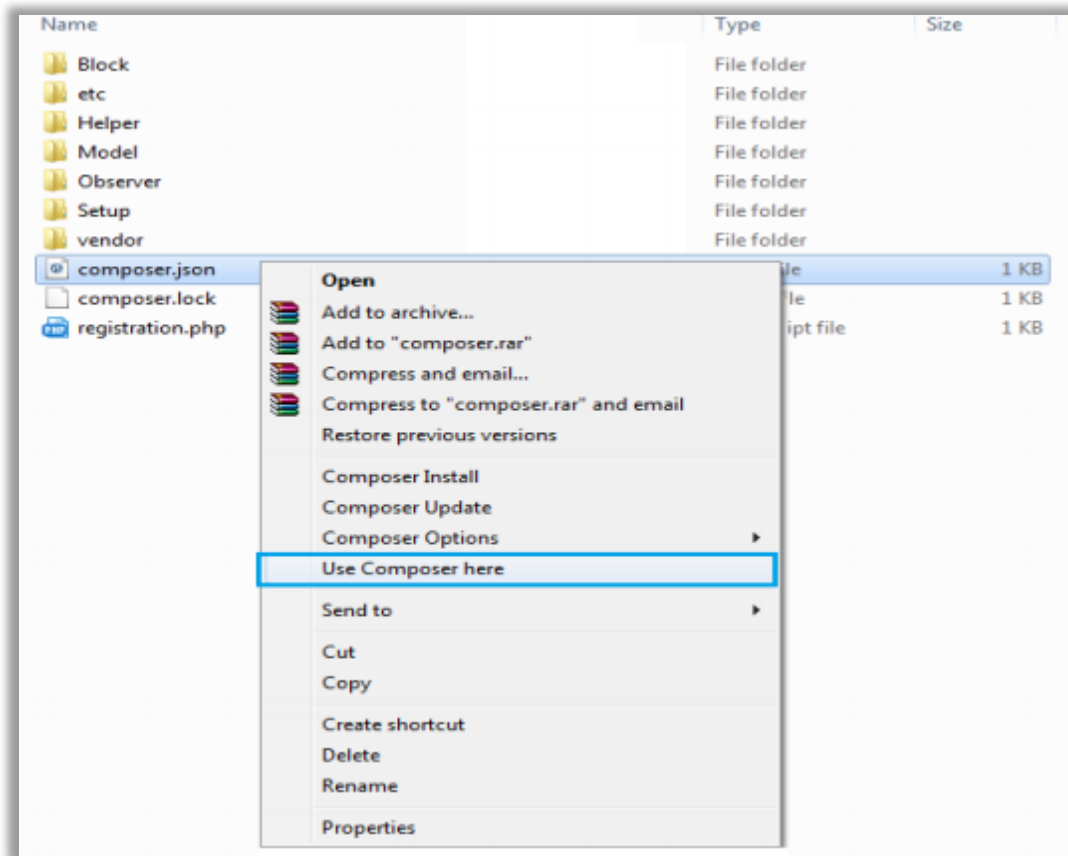 Name Type Size
Block File folder
etc File folder
Helper File folder
Model File folder
Observer File folder
Setup File folder
vendor File folder
composer.json 1 KB
composer.lock 1 KB
registration.php ipt file 1 KB
Open
Add to archive...
Add to "composer.rar"
Compress and email...
Compress to "composer.rar" and email
Restore previous versions
Composer Install
Composer Update
Composer Options
Use Composer here
Send to
Cut
Copy
Create shortcut
Delete
Rename
Properties